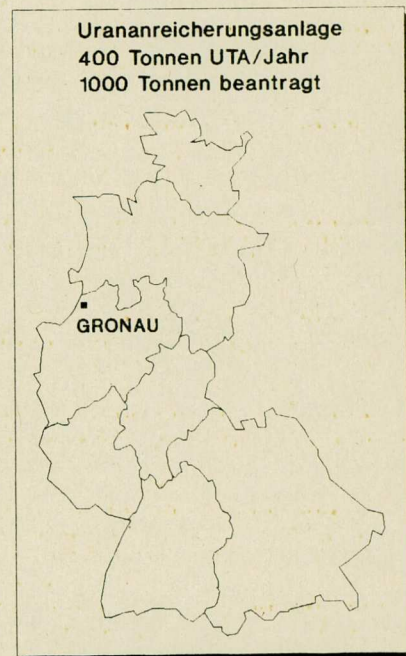 Urananreicherungsanlage
400 Tonnen UTA/Jahr
1000 Tonnen beantragt
GRONAU